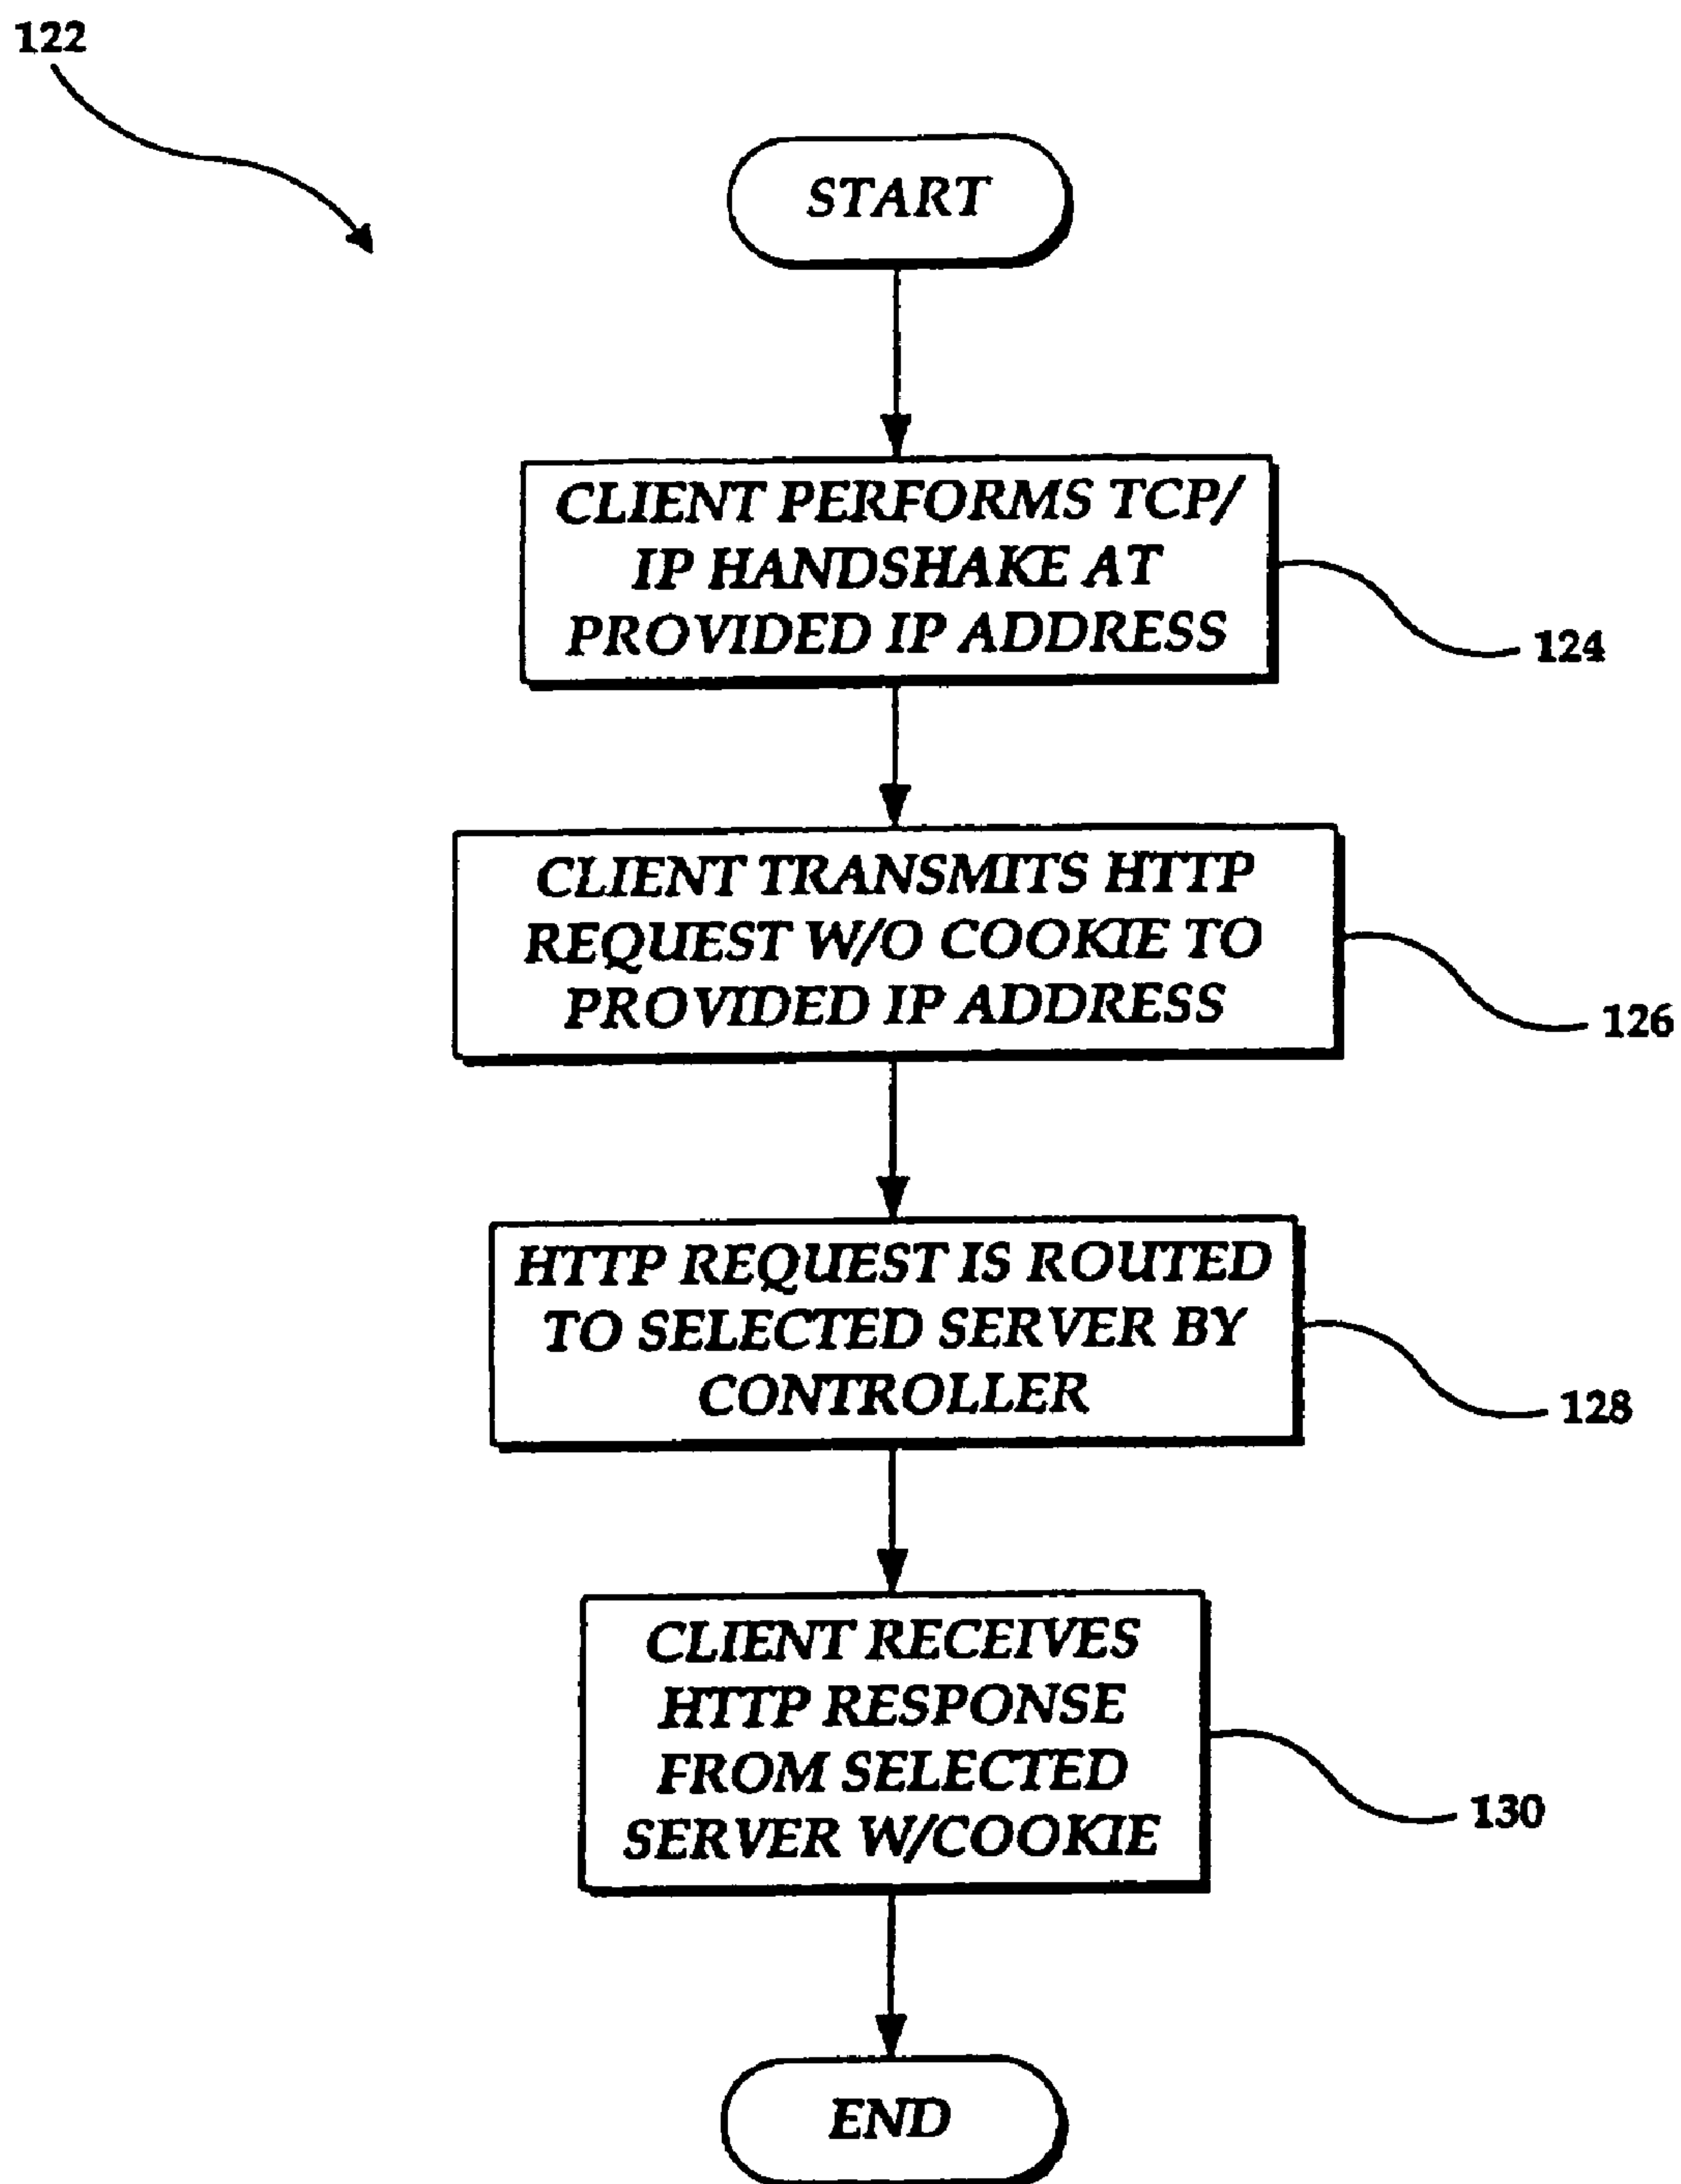 122
START
CLIENT PERFORMS TCP/
IP HANDSHAKE AT
PROVIDED IP ADDRESS
124
CLIENT TRANSMITS HTTP
REQUEST W/O COOKIE TO
PROVIDED IP ADDRESS
126
HTTP REQUEST IS ROUTED
TO SELECTED SERVER BY
CONTROLLER
128
CLIENT RECEIVES
HTTP RESPONSE
FROM SELECTED
SERVER W/COOKIE
130
END